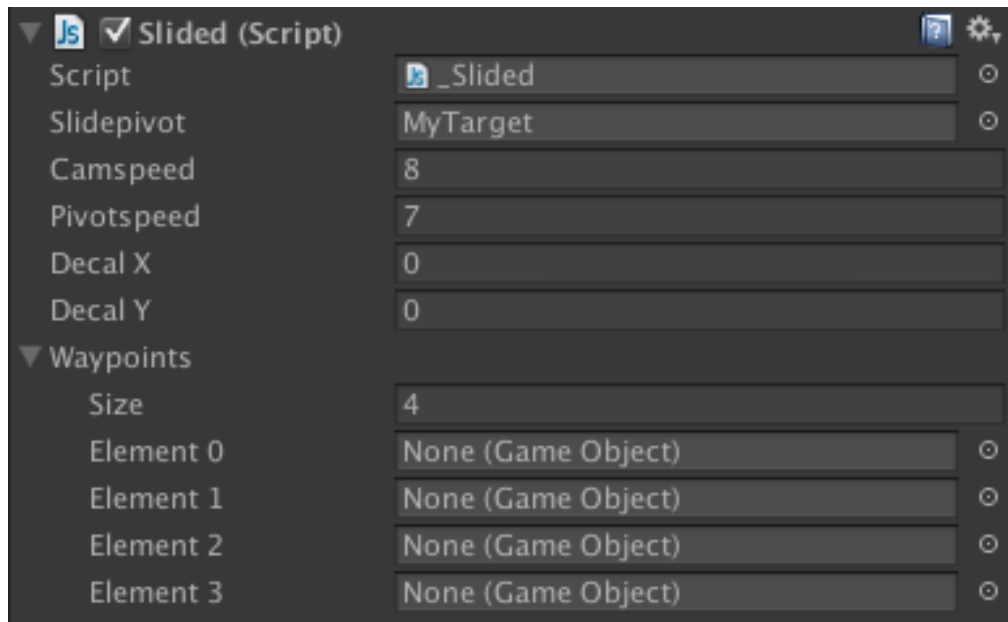 Js Slided (Script) ?
Script Js _Slided
Slidepivot MyTarget
Camspeed 8
Pivotspeed 7
Decal X 0
Decal Y 0
Waypoints
Size 4
Element 0 None (Game Object)
Element 1 None (Game Object)
Element 2 None (Game Object)
Element 3 None (Game Object)